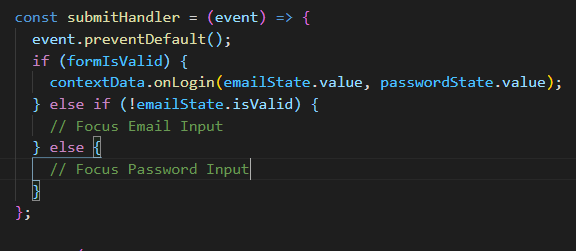 const submitHandler = (event) => {
event.preventDefault();
if (formIsValid) {
contextData.onLogin(emailState.value, passwordState.value);
} else if (!emailState.isValid) {
// Focus Email Input
} else {
// Focus Password Input
}
};